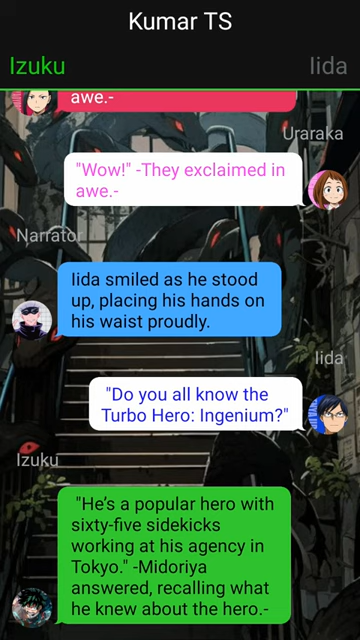 Kumar TS
Izuku
Iida
awe.-
Uraraka
"Wow!" -They exclaimed in
awe.-
Narrator
Iida smiled as he stood
up, placing his hands on
his waist proudly.
Iida
"Do you all know the
Turbo Hero: Ingenium?"
Izuku
"He's a popular hero with
sixty-five sidekicks
working at his agency in
Tokyo." -Midoriya
answered, recalling what
he knew about the hero.-